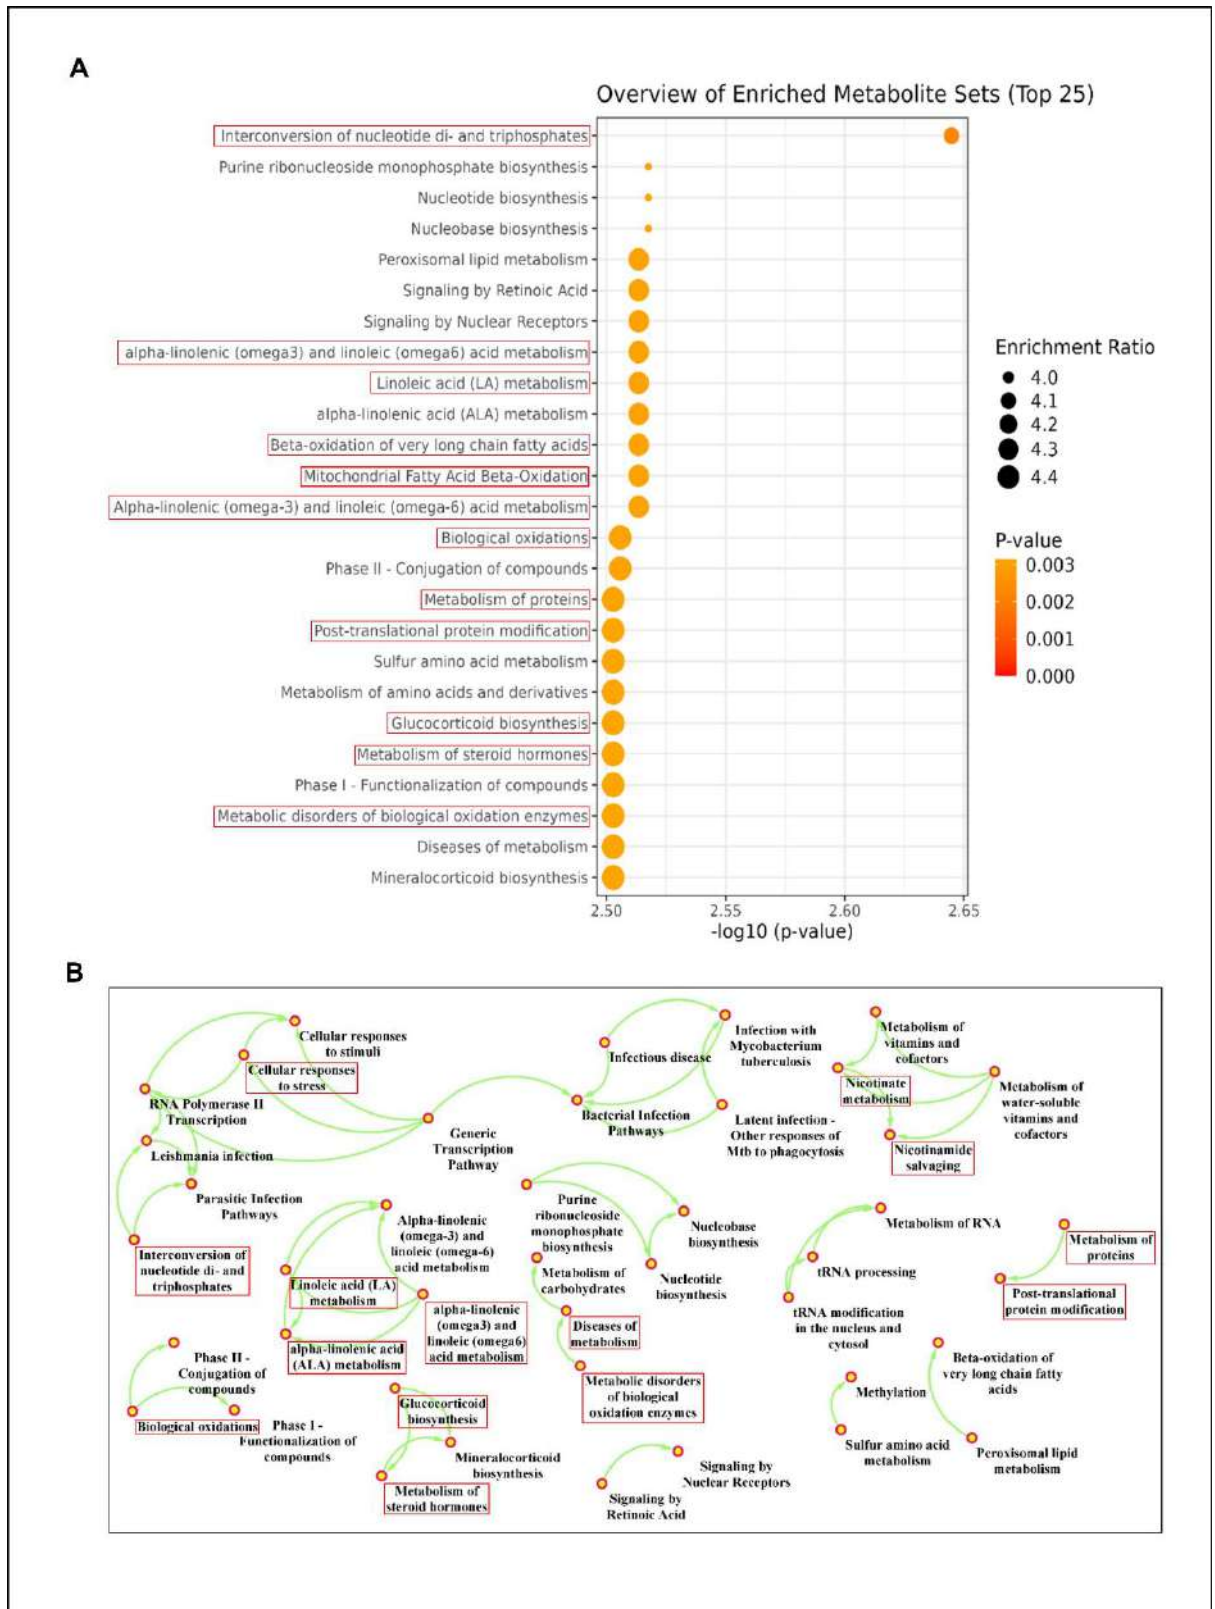 A
Overview of Enriched Metabolite Sets (Top 25)
Interconversion of nucleotide di- and triphosphates
Purine ribonucleoside monophosphate biosynthesis
Nucleotide biosynthesis
Nucleobase biosynthesis
Peroxisomal lipid metabolism
Signaling by Retinoic Acid
Signaling by Nuclear Receptors
alpha-linolenic (omega3) and linoleic (omega6) acid metabolism
Linoleic acid (LA) metabolism
alpha-linolenic acid (ALA) metabolism
Beta-oxidation of very long chain fatty acids
Mitochondrial Fatty Acid Beta-Oxidation
Alpha-linolenic (omega-3) and linoleic (omega-6) acid metabolism
Biological oxidations
Phase II - Conjugation of compounds
Metabolism of proteins
Post-translational protein modification
Sulfur amino acid metabolism
Metabolism of amino acids and derivatives
Glucocorticoid biosynthesis
Metabolism of steroid hormones
Phase I - Functionalization of compounds
Metabolic disorders of biological oxidation enzymes
Diseases of metabolism
Mineralocorticoid biosynthesis
2.50 2.55 2.60 2.65
-log10 (p-value)
Enrichment Ratio
4.0
4.1
4.2
4.3
4.4
P-value
0.003
0.002
0.001
0.000
B
Cellular responses
to stimuli
Cellular responses
to stress
RNA Polymerase II
Transcription
Leishmania infection
Parasitic Infection
Pathways
Interconversion of
nucleotide di- and
triphosphates
Generic
Transcription
Pathway
Infectious disease
Infection with
Mycobacterium
tuberculosis
Bacterial Infection
Pathways
Latent infection -
Other responses of
Mtb to phagocytosis
Metabolism of
vitamins and
cofactors
Nicotinate
metabolism
Metabolism of
water-soluble
vitamins and
cofactors
Nicotinamide
salvaging
Alpha-linolenic
(omega-3) and
linoleic (omega-6)
acid metabolism
Linoleic acid (LA)
metabolism
alpha-linolenic acid
(ALA) metabolism
alpha-linolenic
(omega3) and
linoleic (omega6)
acid metabolism
Purine
ribonucleoside
monophosphate
biosynthesis
Nucleobase
biosynthesis
Nucleotide
biosynthesis
Metabolism of
carbohydrates
Diseases of
metabolism
Metabolic disorders
of biological
oxidation enzymes
Metabolism of RNA
tRNA processing
tRNA modification
in the nucleus and
cytosol
Metabolism of
proteins
Post-translational
protein modification
Phase II -
Conjugation of
compounds
Biological oxidations
Phase I -
Functionalization of
compounds
Glucocorticoid
biosynthesis
Mineralocorticoid
biosynthesis
Metabolism of
steroid hormones
Signaling by
Nuclear Receptors
Signaling by
Retinoic Acid
Methylation
Sulfur amino acid
metabolism
Beta-oxidation of
very long chain fatty
acids
Peroxisomal lipid
metabolism